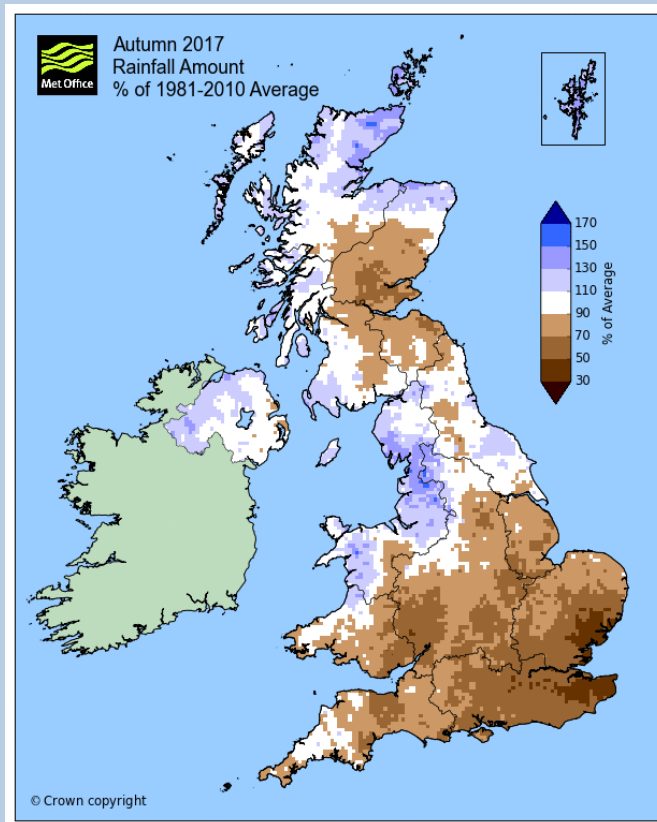 Met Office
Autumn 2017
Rainfall Amount
% of 1981-2010 Average
170
150
130
110
90
70
50
30
% of Average
© Crown copyright